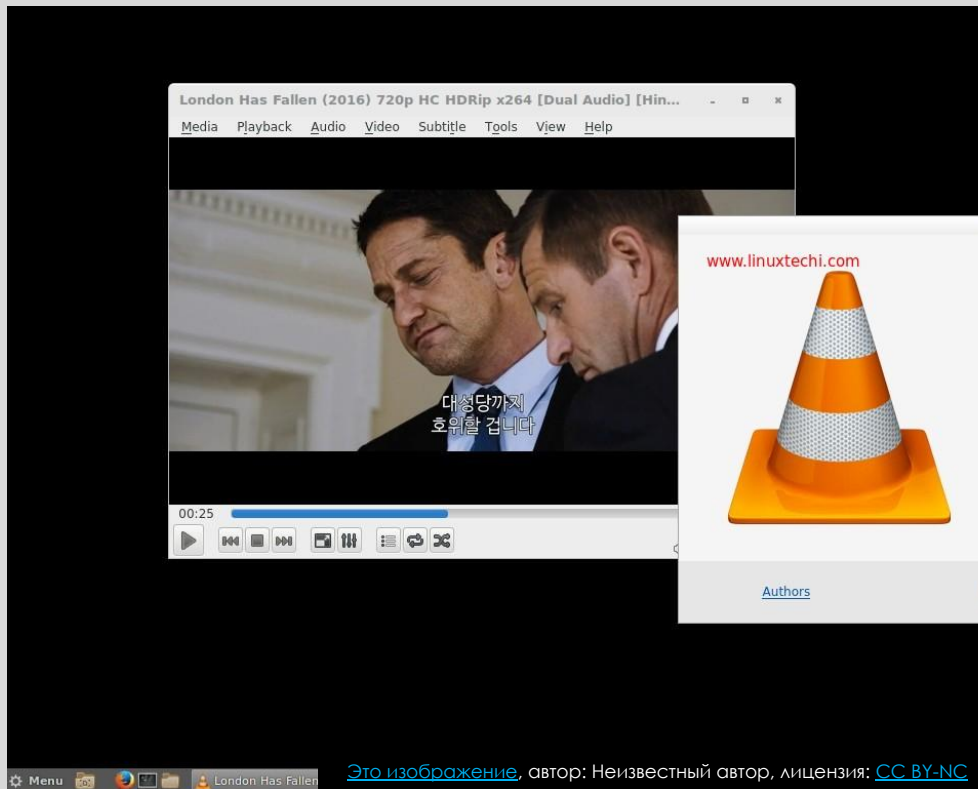 London Has Fallen (2016) 720p HC HDRip x264 [Dual Audio] [Hin...
Media Playback Audio Video Subtitle Tools View Help
www.linuxtechi.com
대성당까지
호위할 겁니다
00:25
Authors
Menu
London Has Fallen
Это изображение, автор: Неизвестный автор, лицензия: CC BY-NC